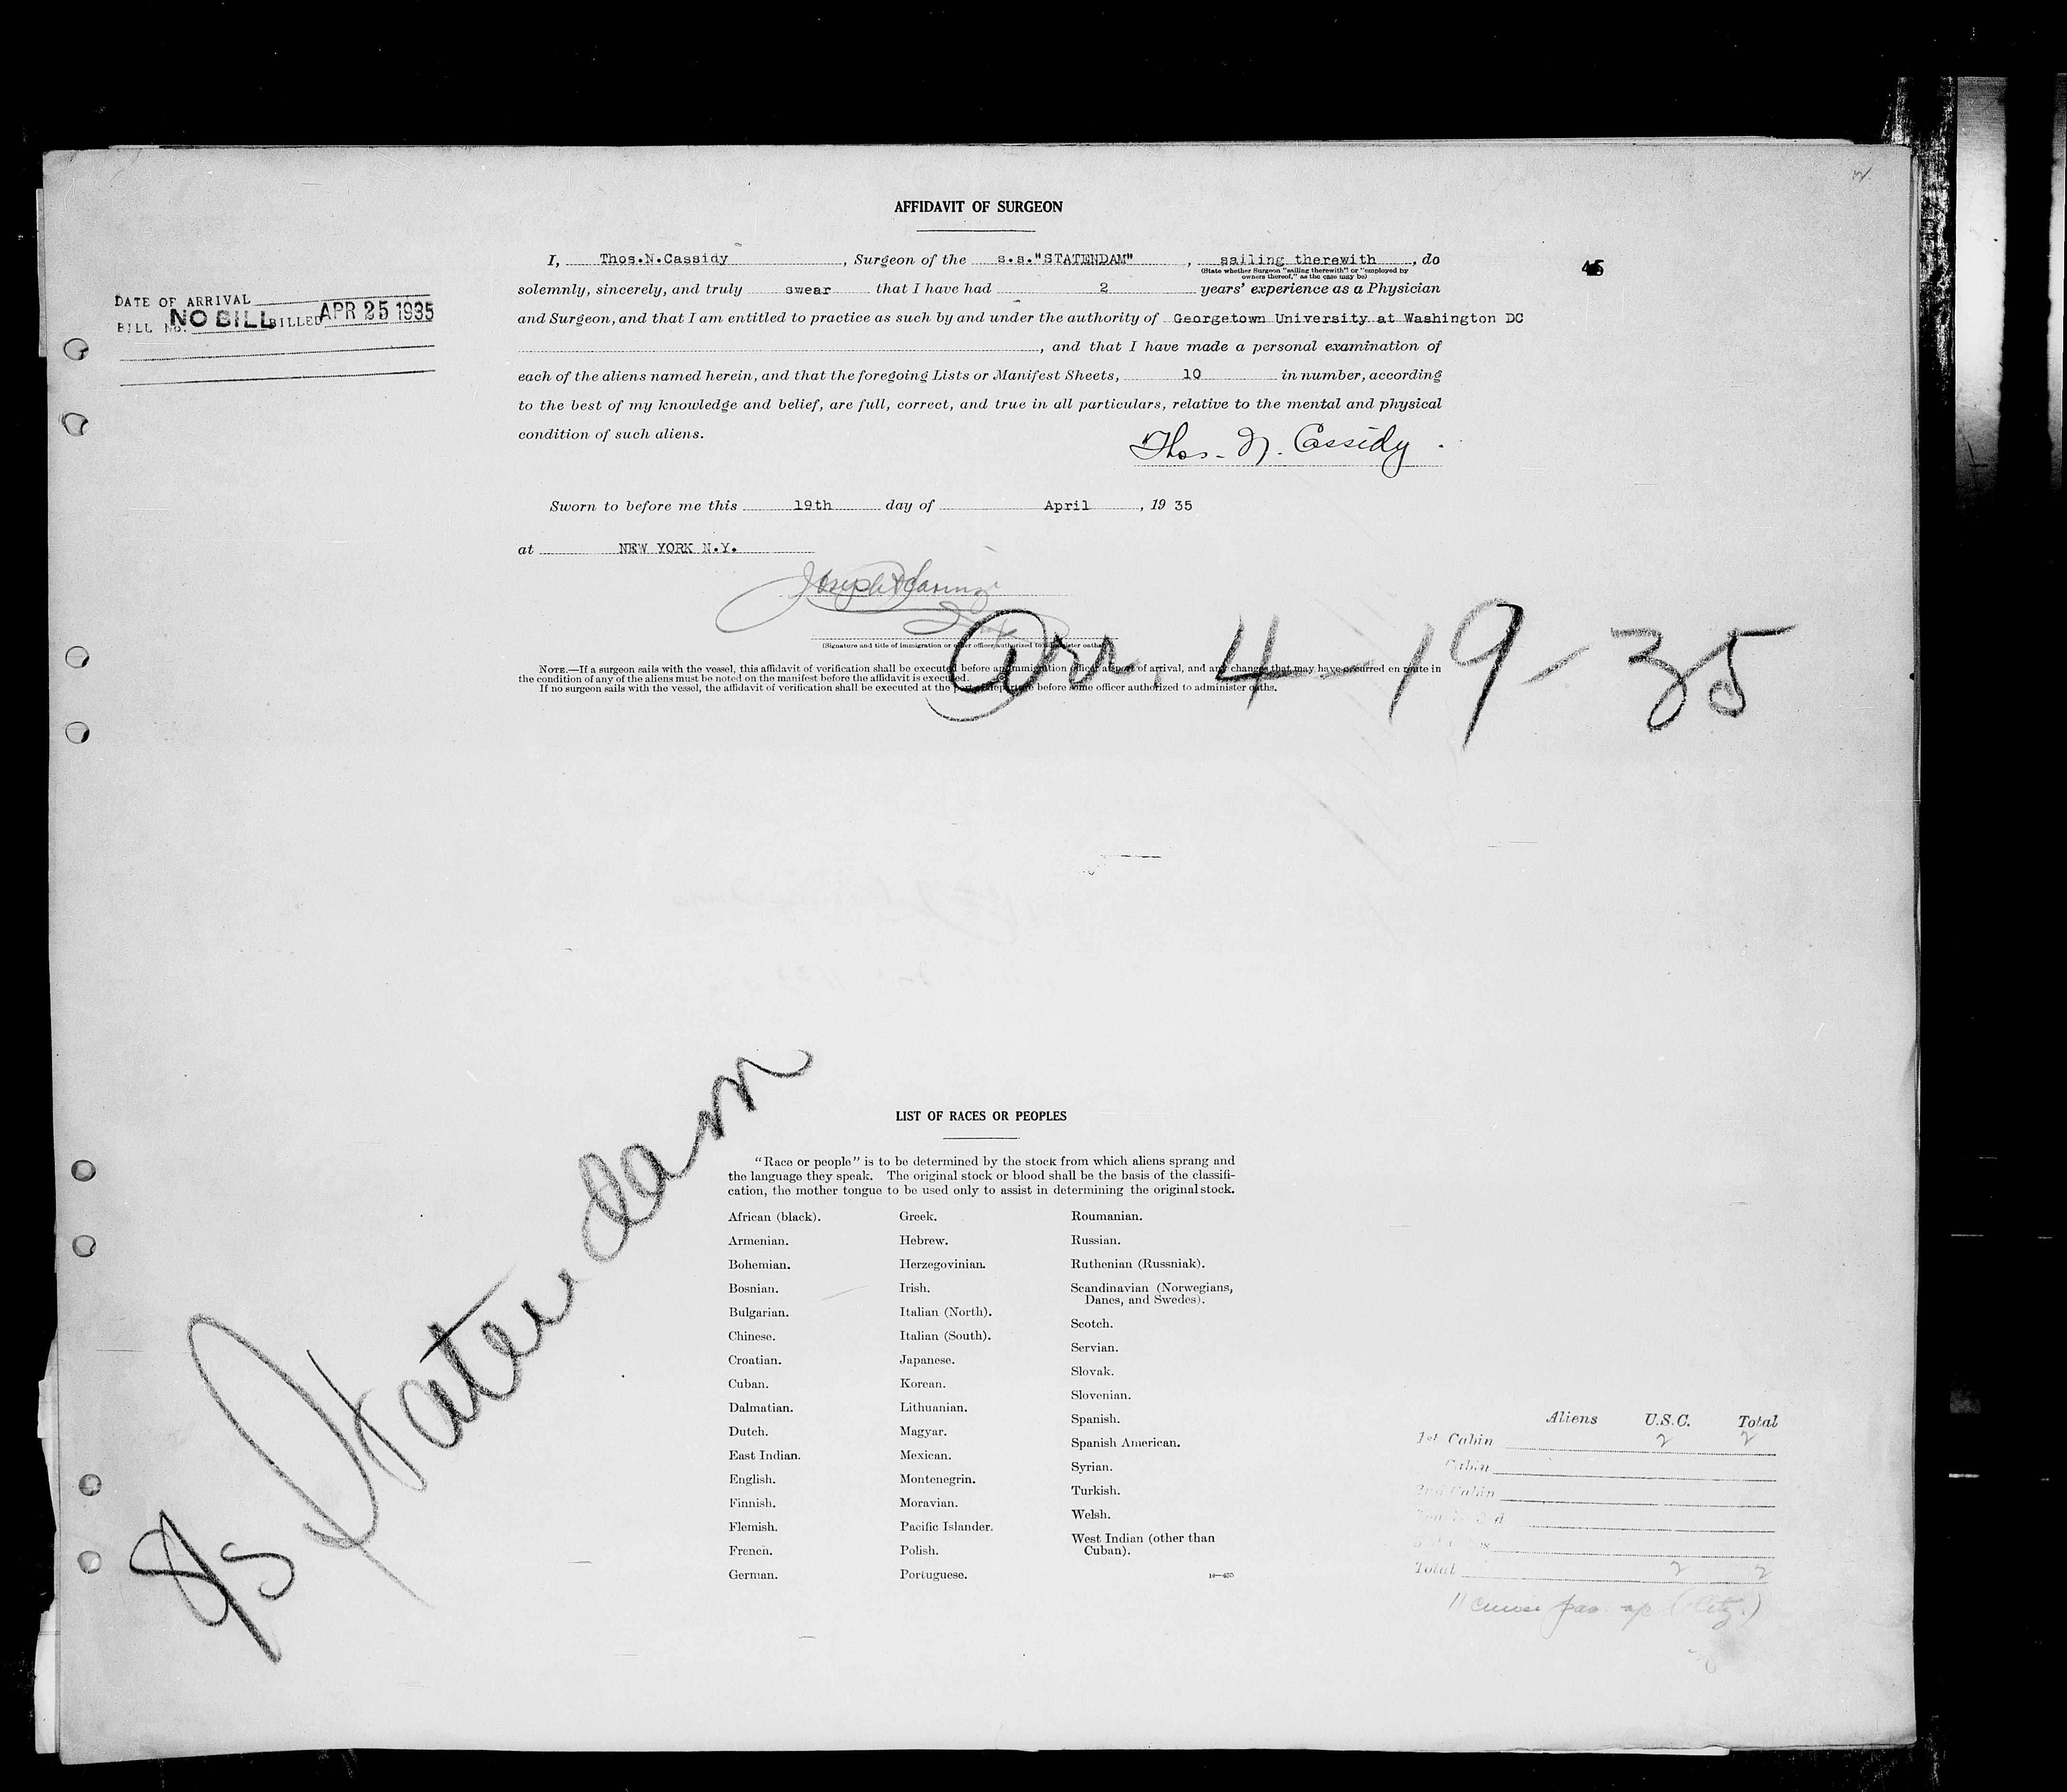 AFFIDAVIT OF SURGEON
I, Thos.N.Cassidy, Surgeon of the s.s."STATENDAM", sailing therewith, do
(State whether Surgeon "sailing therewith" or "employed by
owners thereof," as the case may be)
45
solemnly, sincerely, and truly swear that I have had 2 years' experience as a Physician
and Surgeon, and that I am entitled to practice as such by and under the authority of Georgetown University at Washington DC
, and that I have made a personal examination of
each of the aliens named herein, and that the foregoing Lists or Manifest Sheets, 10 in number, according
to the best of my knowledge and belief, are full, correct, and true in all particulars, relative to the mental and physical
condition of such aliens.
Thos. N. Cassidy
DATE OF ARRIVAL
BILL No. NO BILL BILLED APR 25 1935
Sworn to before me this 19th day of April, 19 35
at NEW YORK N.Y.
(Signature and title of immigration or other officer authorized to administer oaths)
Arr. 4-19-35
NOTE.—If a surgeon sails with the vessel, this affidavit of verification shall be executed before an immigration officer at port of arrival, and any changes that may have occurred en route in
the condition of any of the aliens must be noted on the manifest before the affidavit is executed.
If no surgeon sails with the vessel, the affidavit of verification shall be executed at the port of departure before some officer authorized to administer oaths.
S/S Statendam
LIST OF RACES OR PEOPLES
"Race or people" is to be determined by the stock from which aliens sprang and
the language they speak. The original stock or blood shall be the basis of the classifi-
cation, the mother tongue to be used only to assist in determining the original stock.
African (black).
Armenian.
Bohemian.
Bosnian.
Bulgarian.
Chinese.
Croatian.
Cuban.
Dalmatian.
Dutch.
East Indian.
English.
Finnish.
Flemish.
French.
German.
Greek.
Hebrew.
Herzegovinian.
Irish.
Italian (North).
Italian (South).
Japanese.
Korean.
Lithuanian.
Magyar.
Mexican.
Montenegrin.
Moravian.
Pacific Islander.
Polish.
Portuguese.
Roumanian.
Russian.
Ruthenian (Russniak).
Scandinavian (Norwegians,
Danes, and Swedes).
Scotch.
Servian.
Slovak.
Slovenian.
Spanish.
Spanish American.
Syrian.
Turkish.
Welsh.
West Indian (other than
Cuban).
Aliens U.S.C. Total
1st Cabin 2 2
Cabin
2nd Cabin
Total 2 2
11 cruise pas